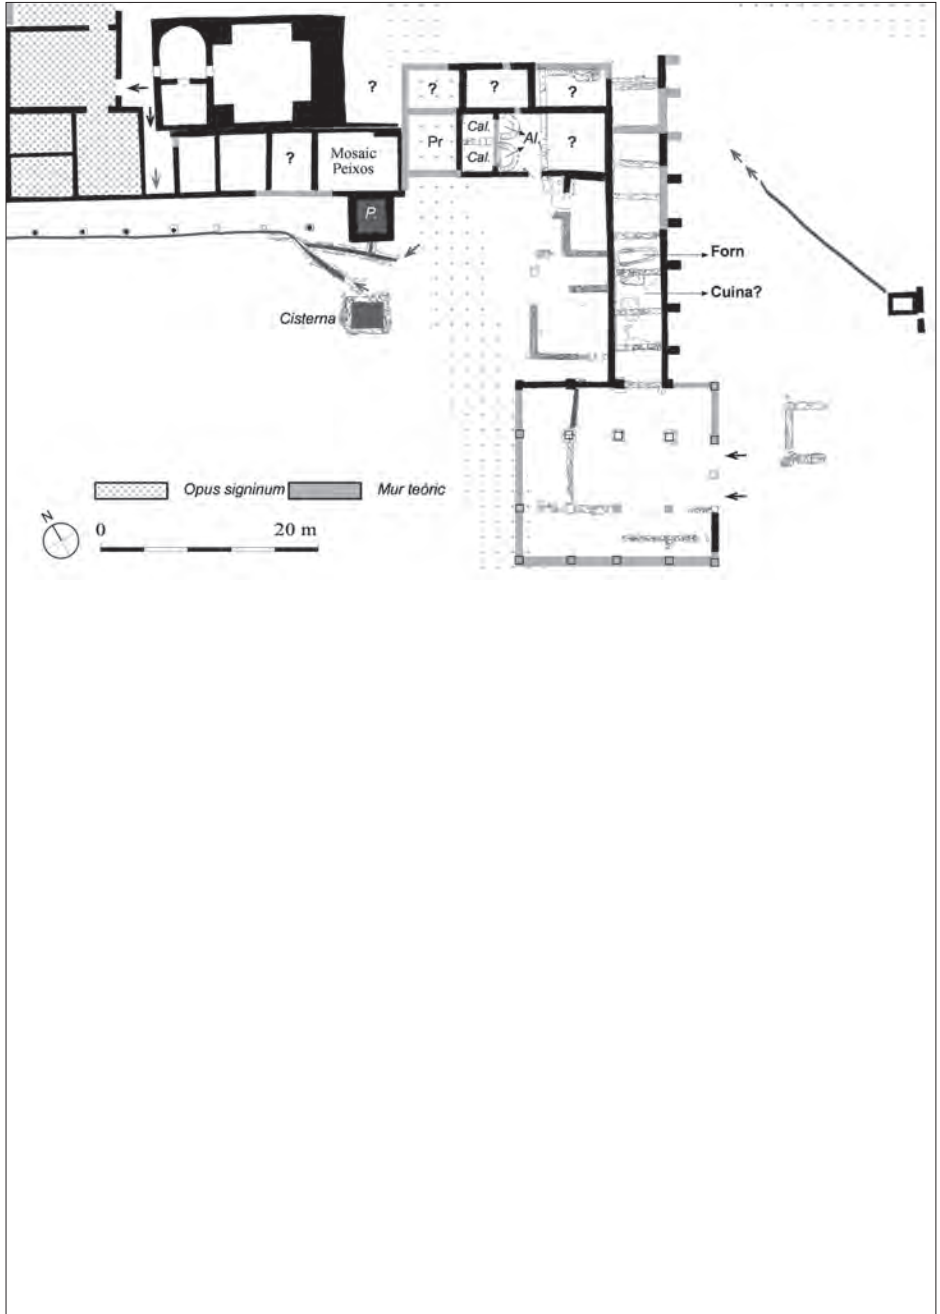 ?
?
?
?
Cal.
Al.
Pr
?
Cal.
?
Mosaic
Peixos
P.
Forn
Cuina?
Cisterna
Opus signinum
Mur teòric
N
0
20 m